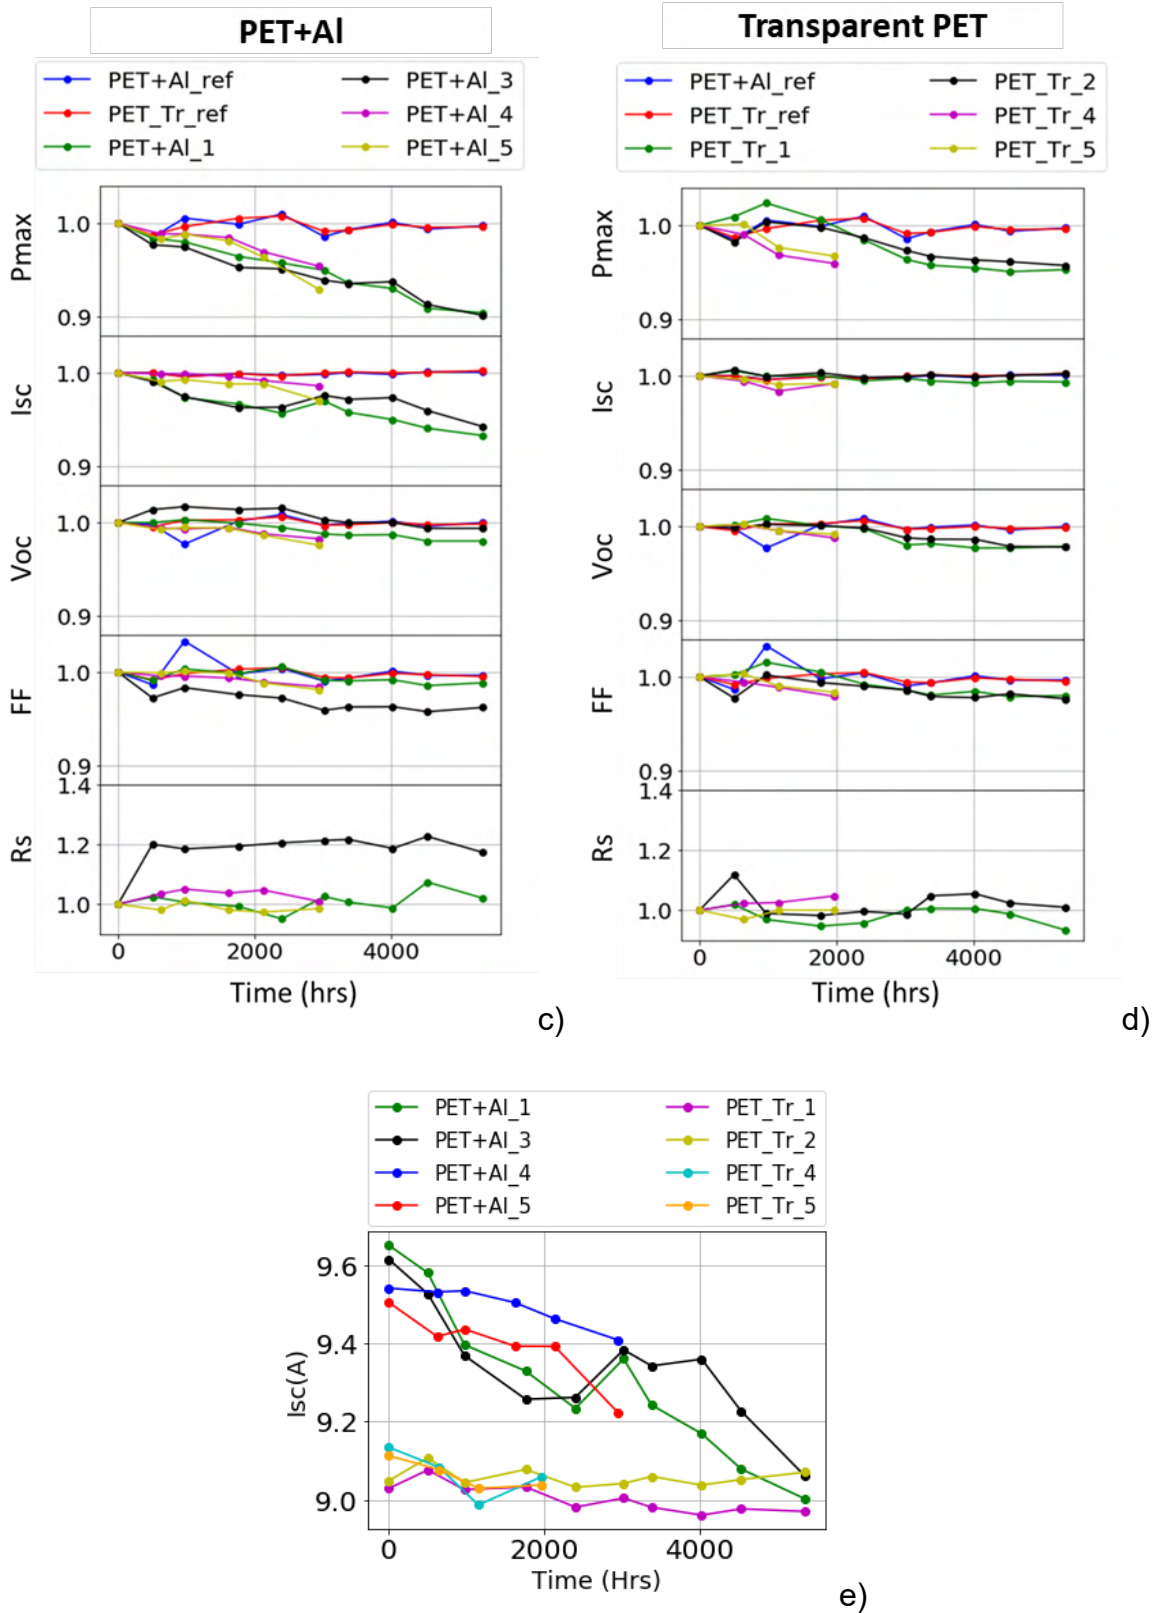 PET+Al
PET+Al_ref
PET+Al_3
PET_Tr_ref
PET+Al_4
PET+Al_1
PET+Al_5
Pmax
1.0
0.9
Isc
1.0
0.9
Voc
1.0
0.9
FF
1.0
0.9
Rs
1.4
1.2
1.0
0 2000 4000
Time (hrs)
c)
Transparent PET
PET+Al_ref
PET_Tr_2
PET_Tr_ref
PET_Tr_4
PET_Tr_1
PET_Tr_5
Pmax
1.0
0.9
Isc
1.0
0.9
Voc
1.0
0.9
FF
1.0
0.9
Rs
1.4
1.2
1.0
0 2000 4000
Time (hrs)
d)
PET+Al_1
PET_Tr_1
PET+Al_3
PET_Tr_2
PET+Al_4
PET_Tr_4
PET+Al_5
PET_Tr_5
Isc(A)
9.6
9.4
9.2
9.0
0 2000 4000
Time (Hrs)
e)